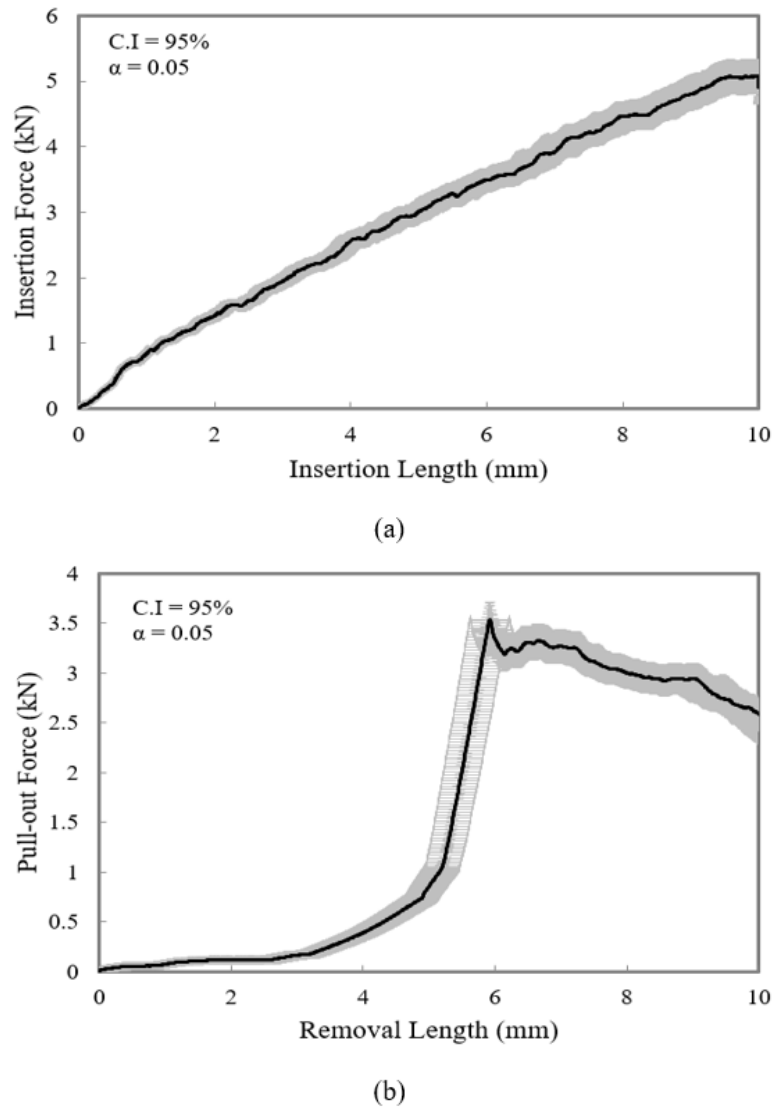 6
C.I = 95%
α = 0.05
5
4
3
2
1
0
Insertion Force (kN)
0 2 4 6 8 10
Insertion Length (mm)
(a)
4
C.I = 95%
α = 0.05
3.5
3
2.5
2
1.5
1
0.5
0
Pull-out Force (kN)
0 2 4 6 8 10
Removal Length (mm)
(b)